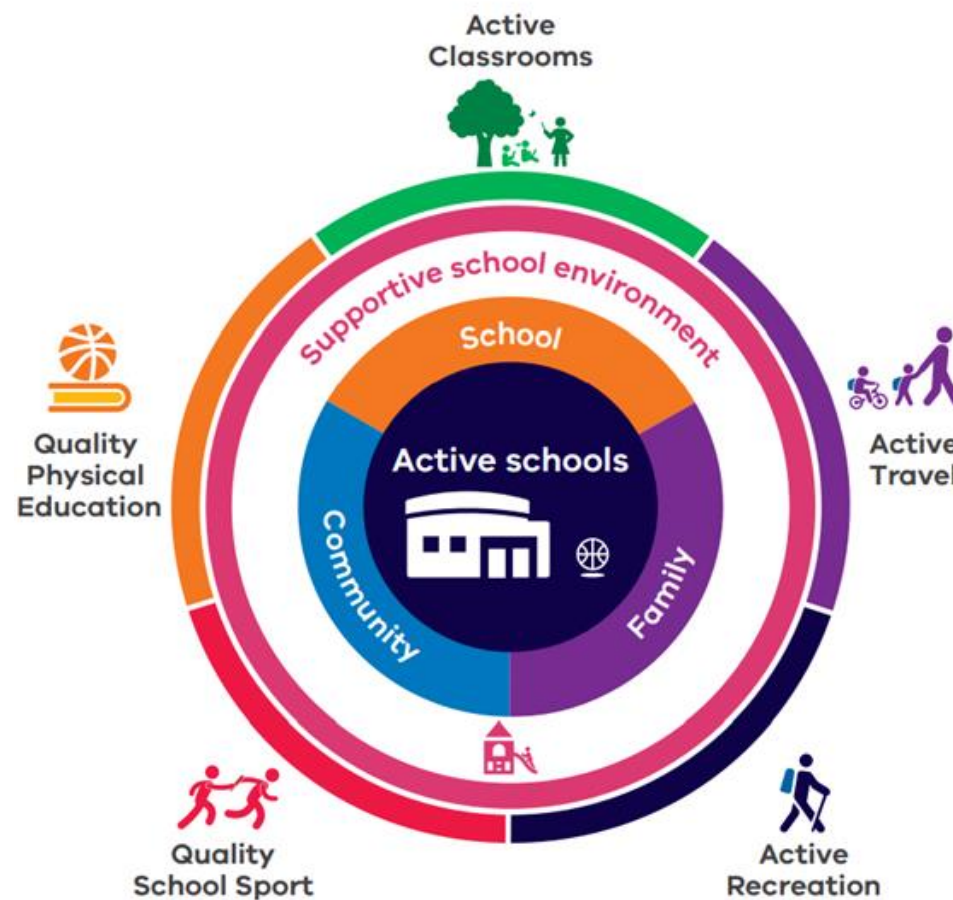 Active
Classrooms
Supportive school environment
School
Quality
Physical
Education
Active schools
Active
Travel
Community
Family
Quality
School Sport
Active
Recreation